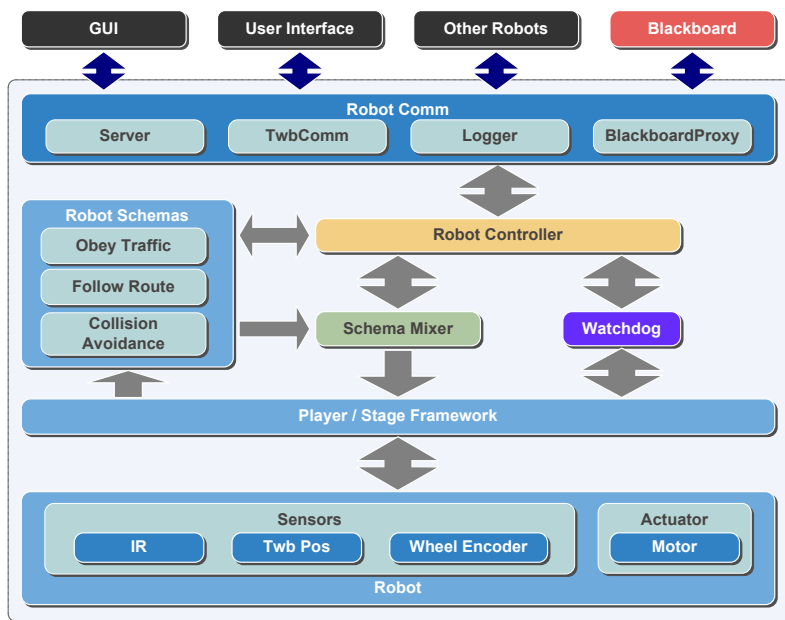 GUI
User Interface
Other Robots
Blackboard
Robot Comm
Server
TwbComm
Logger
BlackboardProxy
Robot Schemas
Obey Traffic
Follow Route
Collision
Avoidance
Robot Controller
Schema Mixer
Watchdog
Player / Stage Framework
Sensors
IR
Twb Pos
Wheel Encoder
Actuator
Motor
Robot